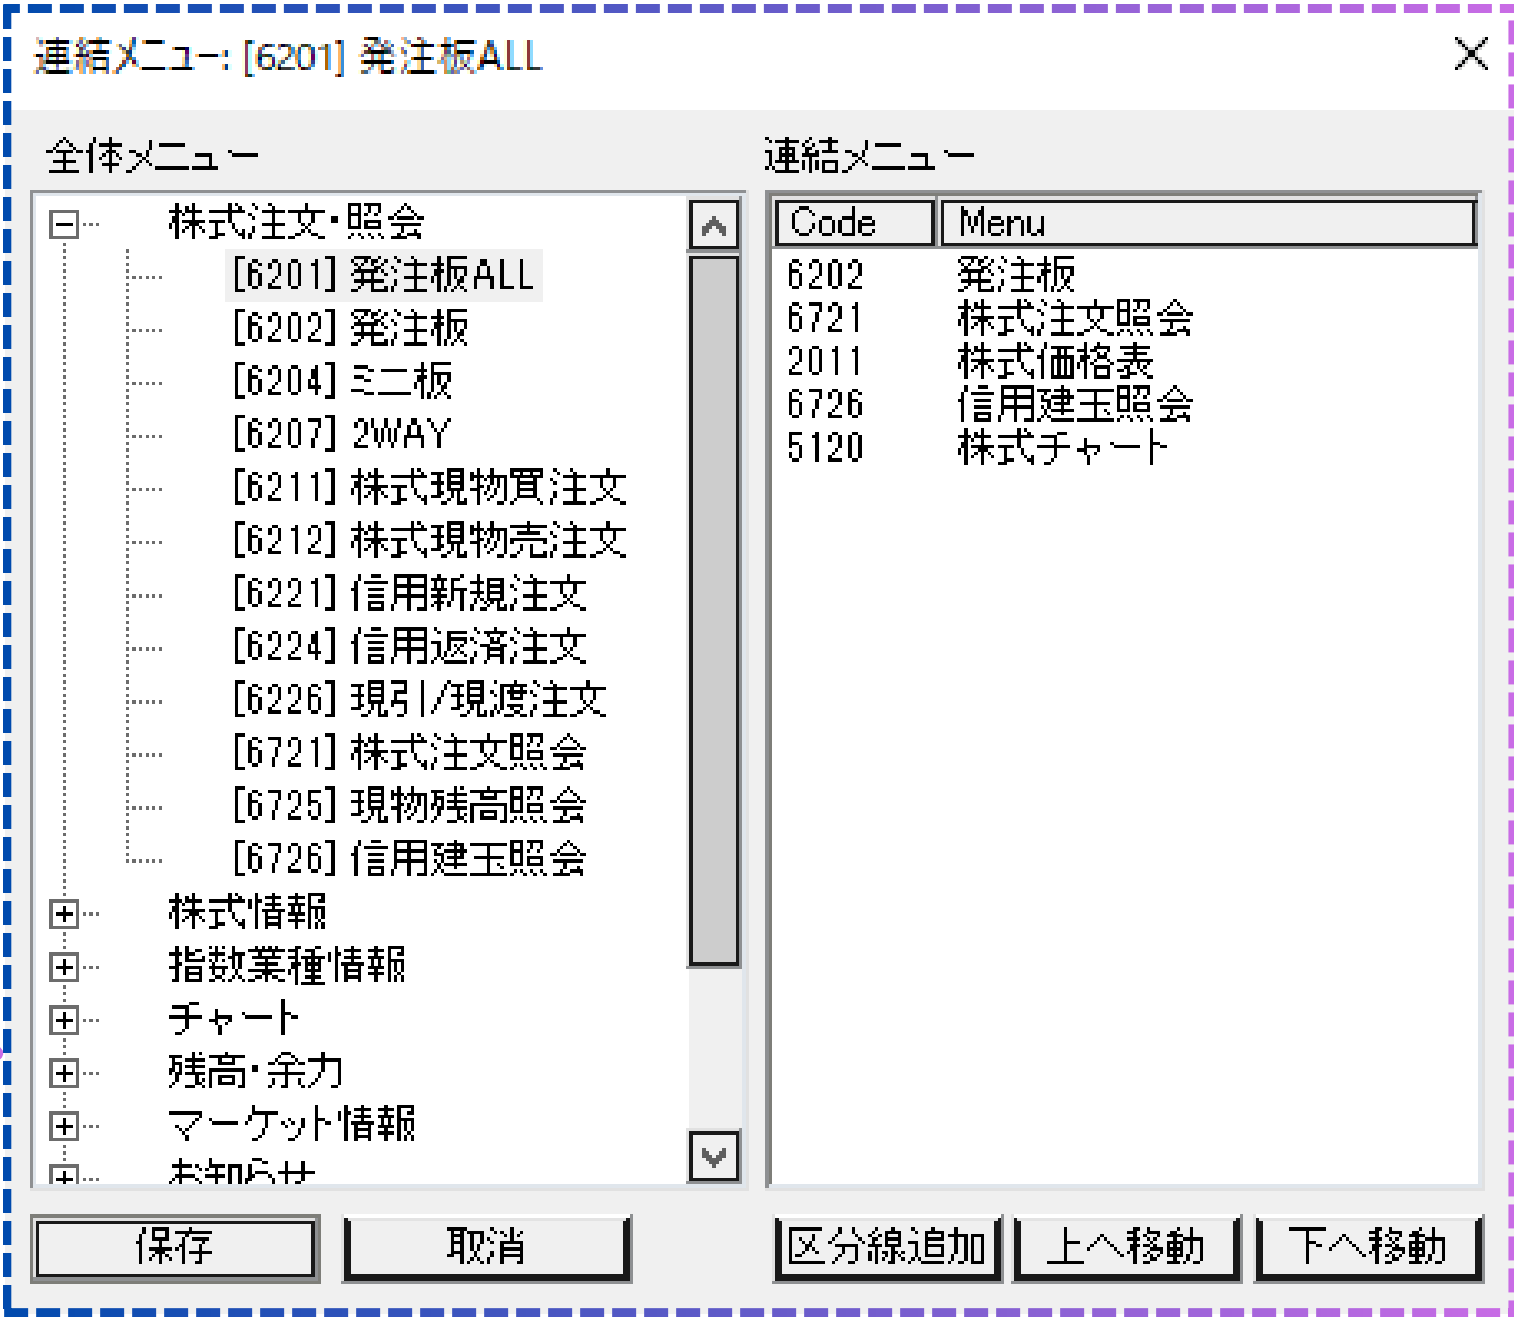 連結メニュー: [6201] 発注板ALL
全体メニュー
株式注文・照会
[6201] 発注板ALL
[6202] 発注板
[6204] ミニ板
[6207] 2WAY
[6211] 株式現物買注文
[6212] 株式現物売注文
[6221] 信用新規注文
[6224] 信用返済注文
[6226] 現引/現渡注文
[6721] 株式注文照会
[6725] 現物残高照会
[6726] 信用建玉照会
株式情報
指数業種情報
チャート
残高・余力
マーケット情報
お知らせ
保存 取消
連結メニュー
Code Menu
6202 発注板
6721 株式注文照会
2011 株式価格表
6726 信用建玉照会
5120 株式チャート
区分線追加 上へ移動 下へ移動